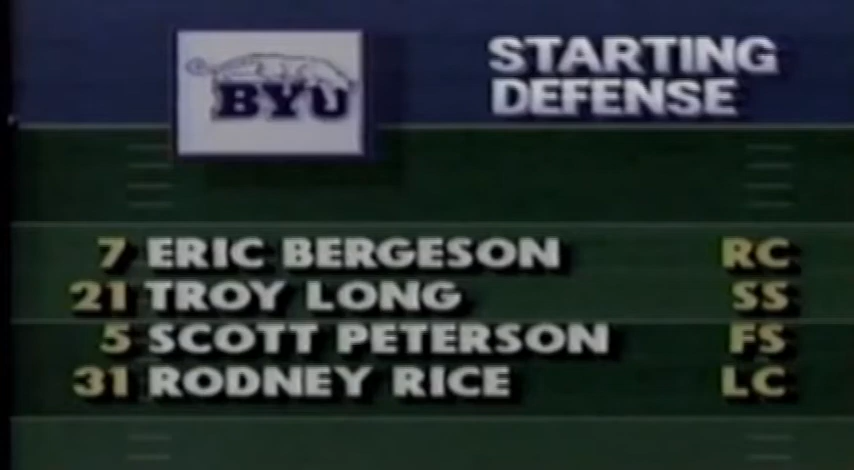 BYU
STARTING
DEFENSE
7 ERIC BERGESON RC
21 TROY LONG SS
5 SCOTT PETERSON FS
31 RODNEY RICE LC